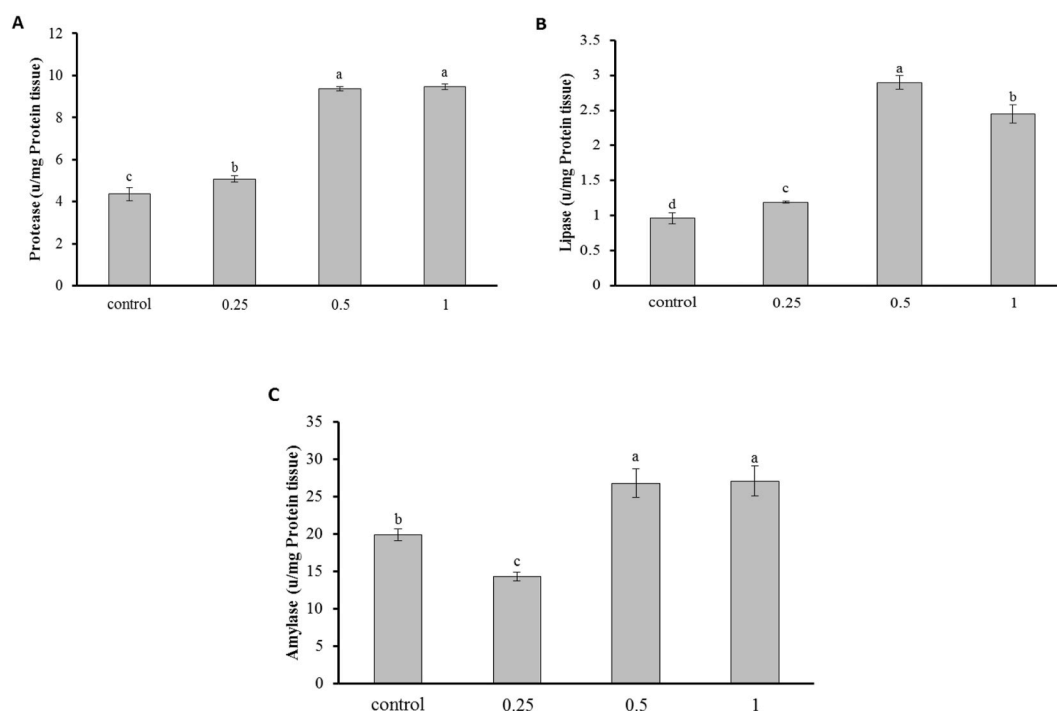 A
Protease (u/mg Protein tissue)
12
10
8
6
4
2
0
c
b
a
a
control 0.25 0.5 1
B
Lipase (u/mg Protein tissue)
3.5
3
2.5
2
1.5
1
0.5
0
d
c
a
b
control 0.25 0.5 1
C
Amylase (u/mg Protein tissue)
35
30
25
20
15
10
5
0
b
c
a
a
control 0.25 0.5 1